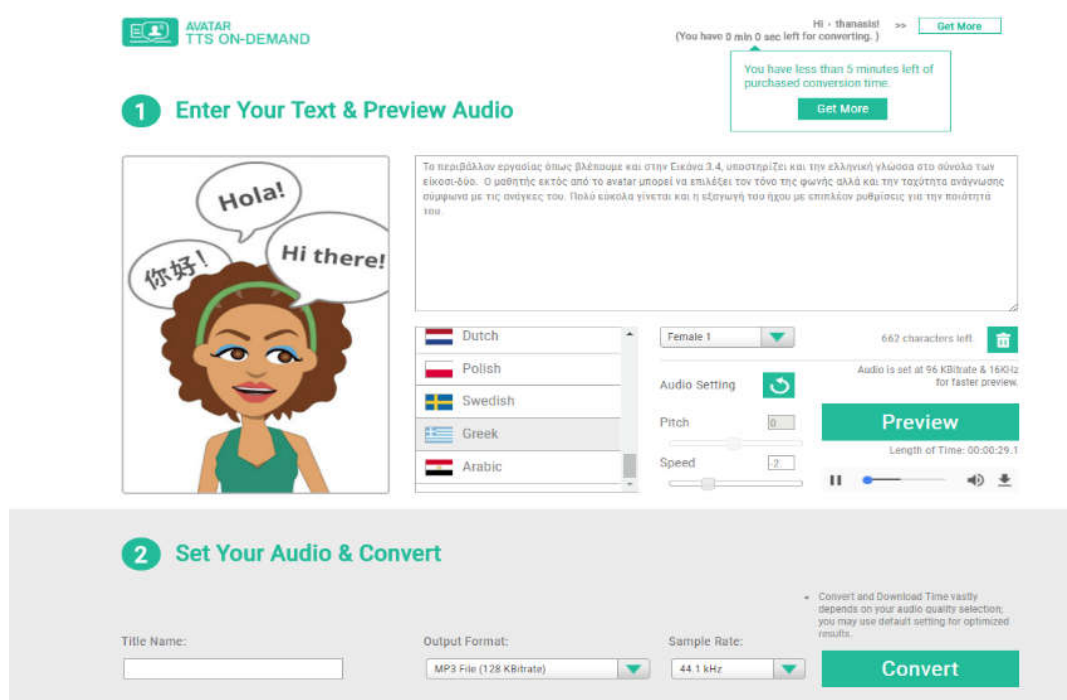 AVATAR
TTS ON-DEMAND
Hi - thanasis! >> Get More
(You have 0 min 0 sec left for converting. )
You have less than 5 minutes left of
purchased conversion time.
Get More
1 Enter Your Text & Preview Audio
Hola!
你好!
Hi there!
Το περιβάλλον εργασίας όπως βλέπουμε και στην Εικόνα 3.4, υποστηρίζει και την ελληνική γλώσσα στο σύνολο των
είκοσι-δύο. Ο μαθητής εκτός από το avatar μπορεί να επιλέξει τον τόνο της φωνής αλλά και την ταχύτητα ανάγνωσης
σύμφωνα με τις ανάγκες του. Πολύ εύκολα γίνεται και η εξαγωγή του ήχου με επιπλέον ρυθμίσεις για την ποιότητά
του.
Dutch
Polish
Swedish
Greek
Arabic
Female 1
662 characters left
Audio Setting
Audio is set at 96 KBitrate & 16KHz
for faster preview.
Pitch 0
Preview
Length of Time: 00:00:29.1
Speed -2
2 Set Your Audio & Convert
• Convert and Download Time vastly
depends on your audio quality selection;
you may use default setting for optimized
results.
Title Name:
Output Format:
Sample Rate:
MP3 File (128 KBitrate)
44.1 kHz
Convert